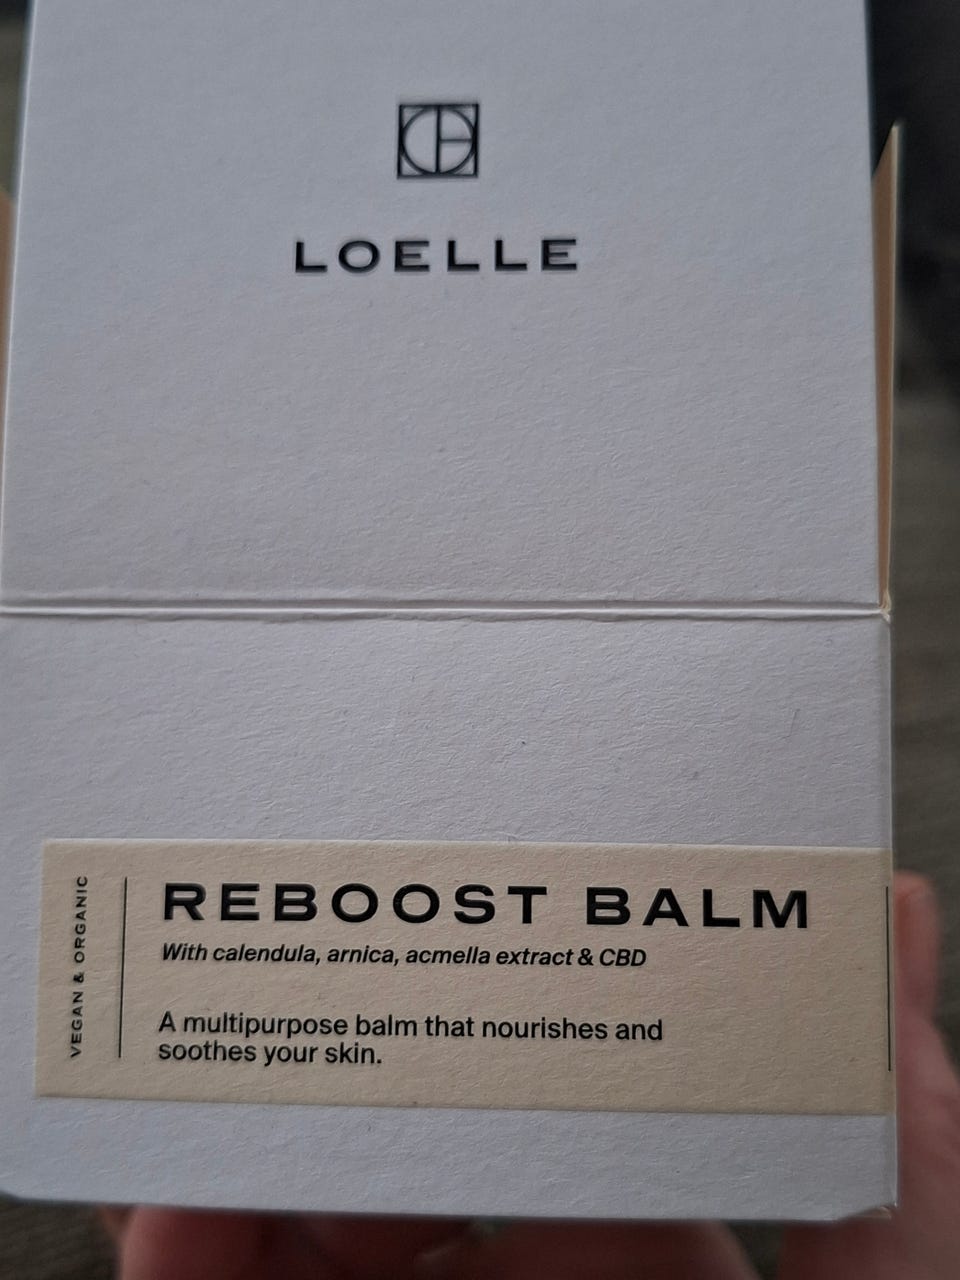 LOELLE
VEGAN & ORGANIC
REBOOST BALM
With calendula, arnica, acmella extract & CBD
A multipurpose balm that nourishes and
soothes your skin.